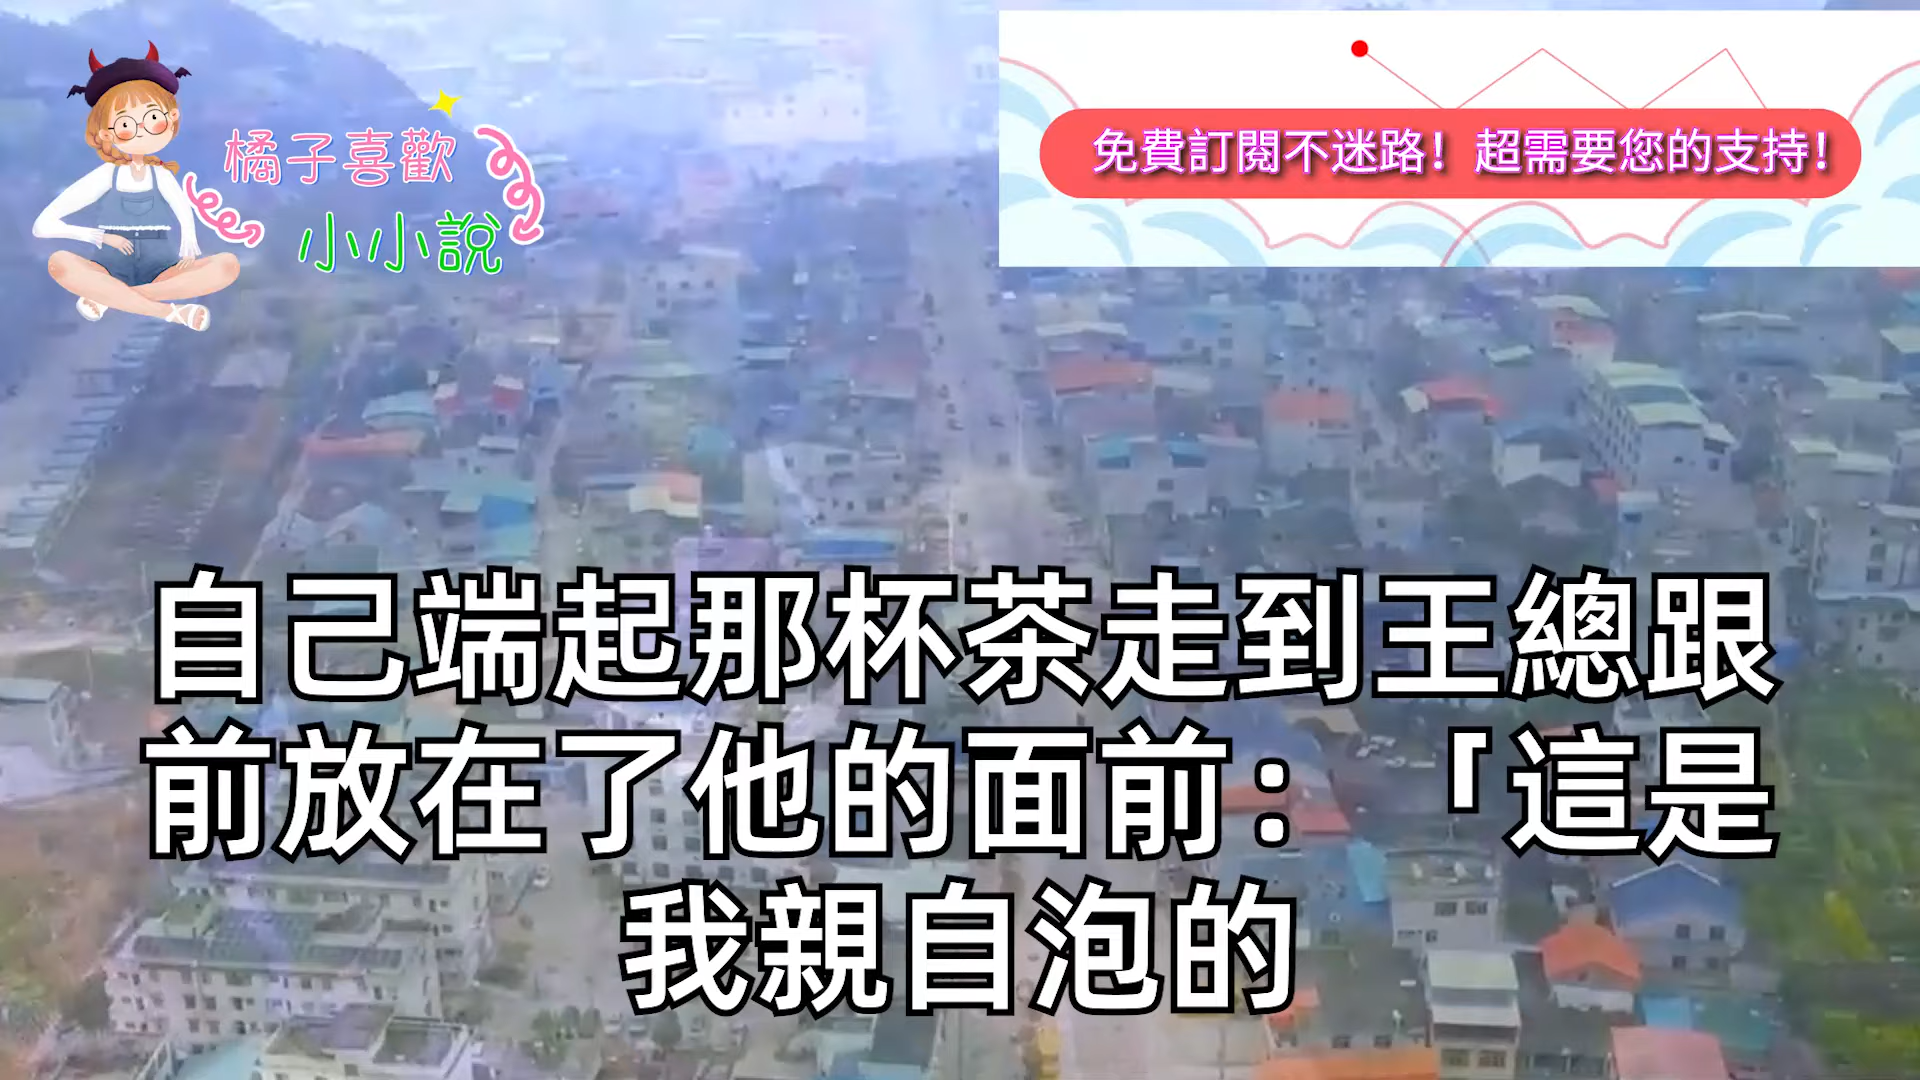 橘子喜歡
小小說
免費訂閱不迷路！超需要您的支持！
自己端起那杯茶走到王總跟
前放在了他的面前：「這是
我親自泡的